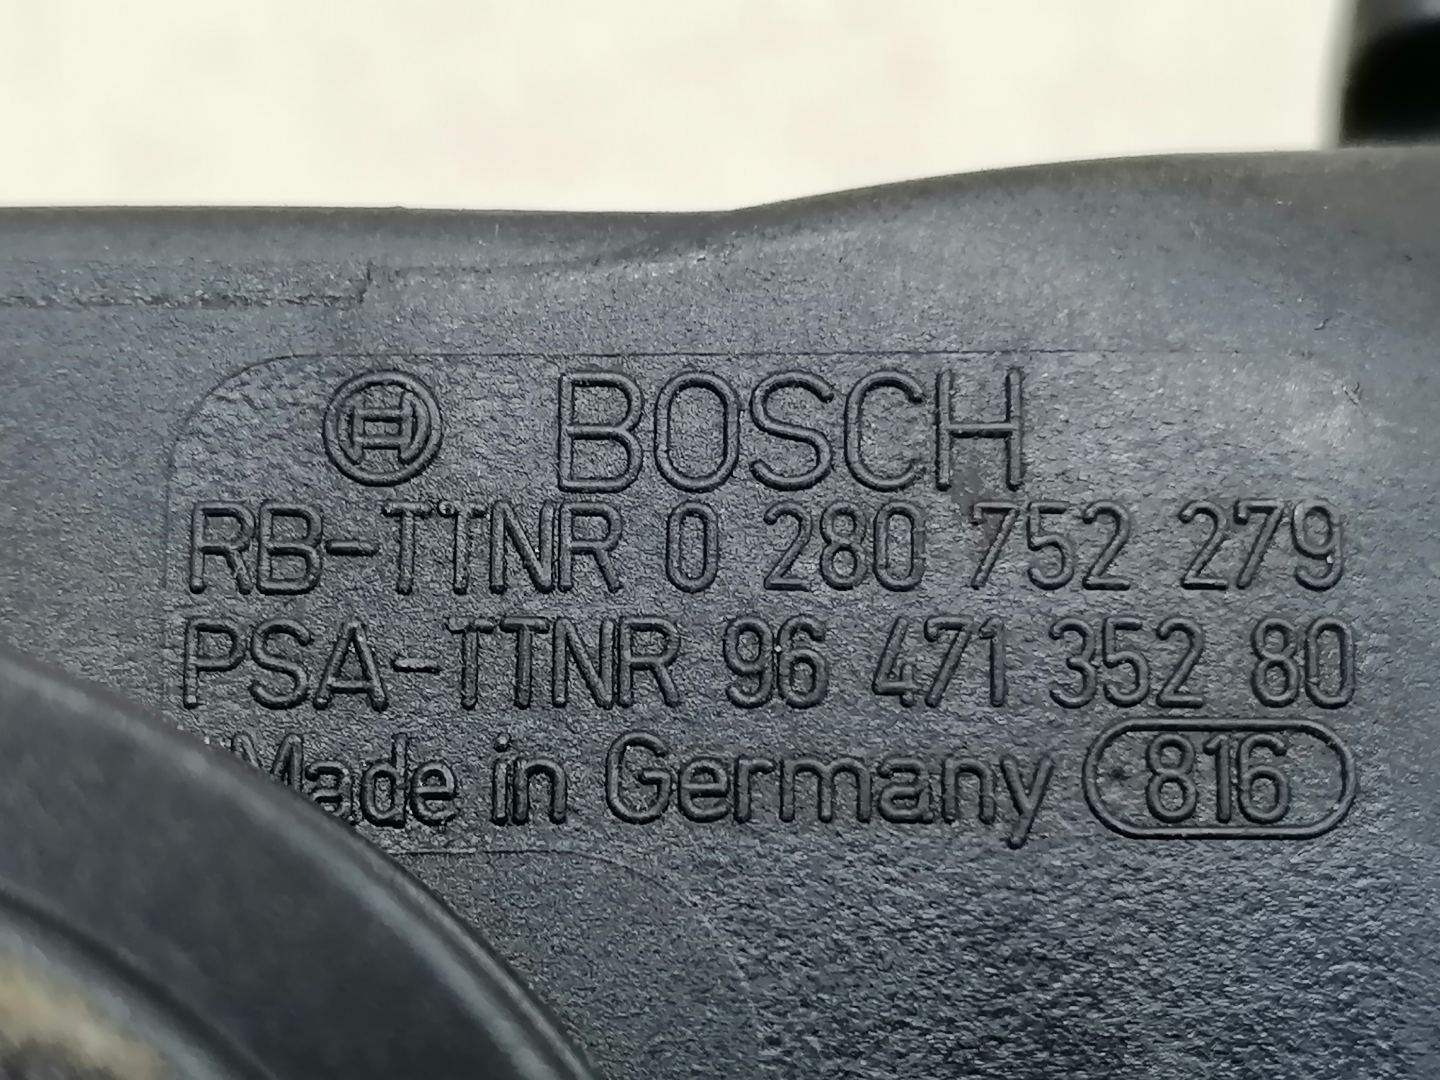 BOSCH
RB-TTNR 0 280 752 279
PSA-TTNR 96 471 352 80
Made in Germany 816